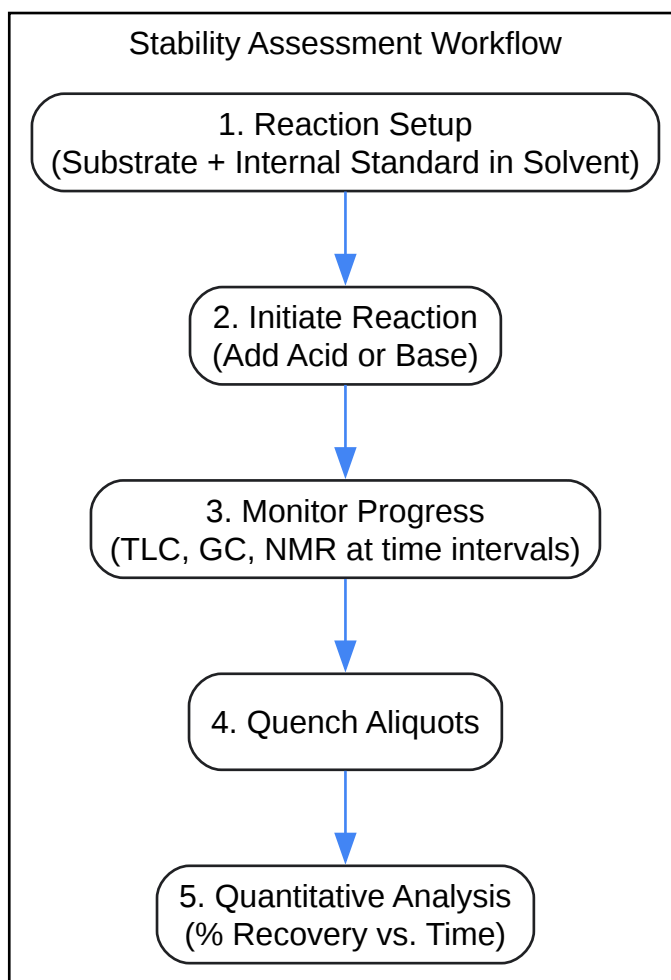 Stability Assessment Workflow
1. Reaction Setup
(Substrate + Internal Standard in Solvent)
2. Initiate Reaction
(Add Acid or Base)
3. Monitor Progress
(TLC, GC, NMR at time intervals)
4. Quench Aliquots
5. Quantitative Analysis
(% Recovery vs. Time)